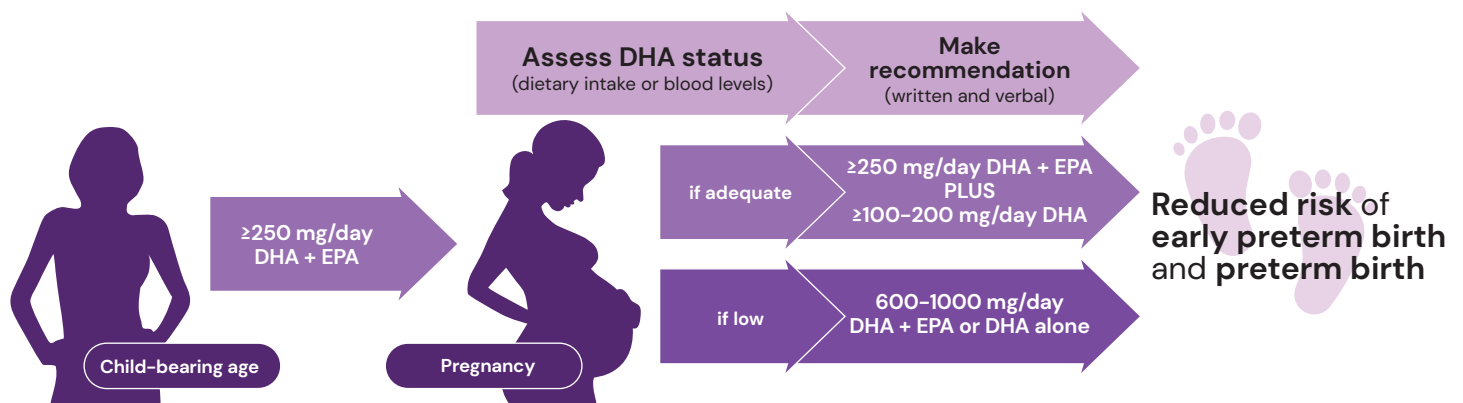 Assess DHA status
(dietary intake or blood levels)
Make
recommendation
(written and verbal)
≥250 mg/day
DHA + EPA
if adequate
≥250 mg/day DHA + EPA
PLUS
≥100-200 mg/day DHA
if low
600-1000 mg/day
DHA + EPA or DHA alone
Reduced risk of
early preterm birth
and preterm birth
Child-bearing age
Pregnancy